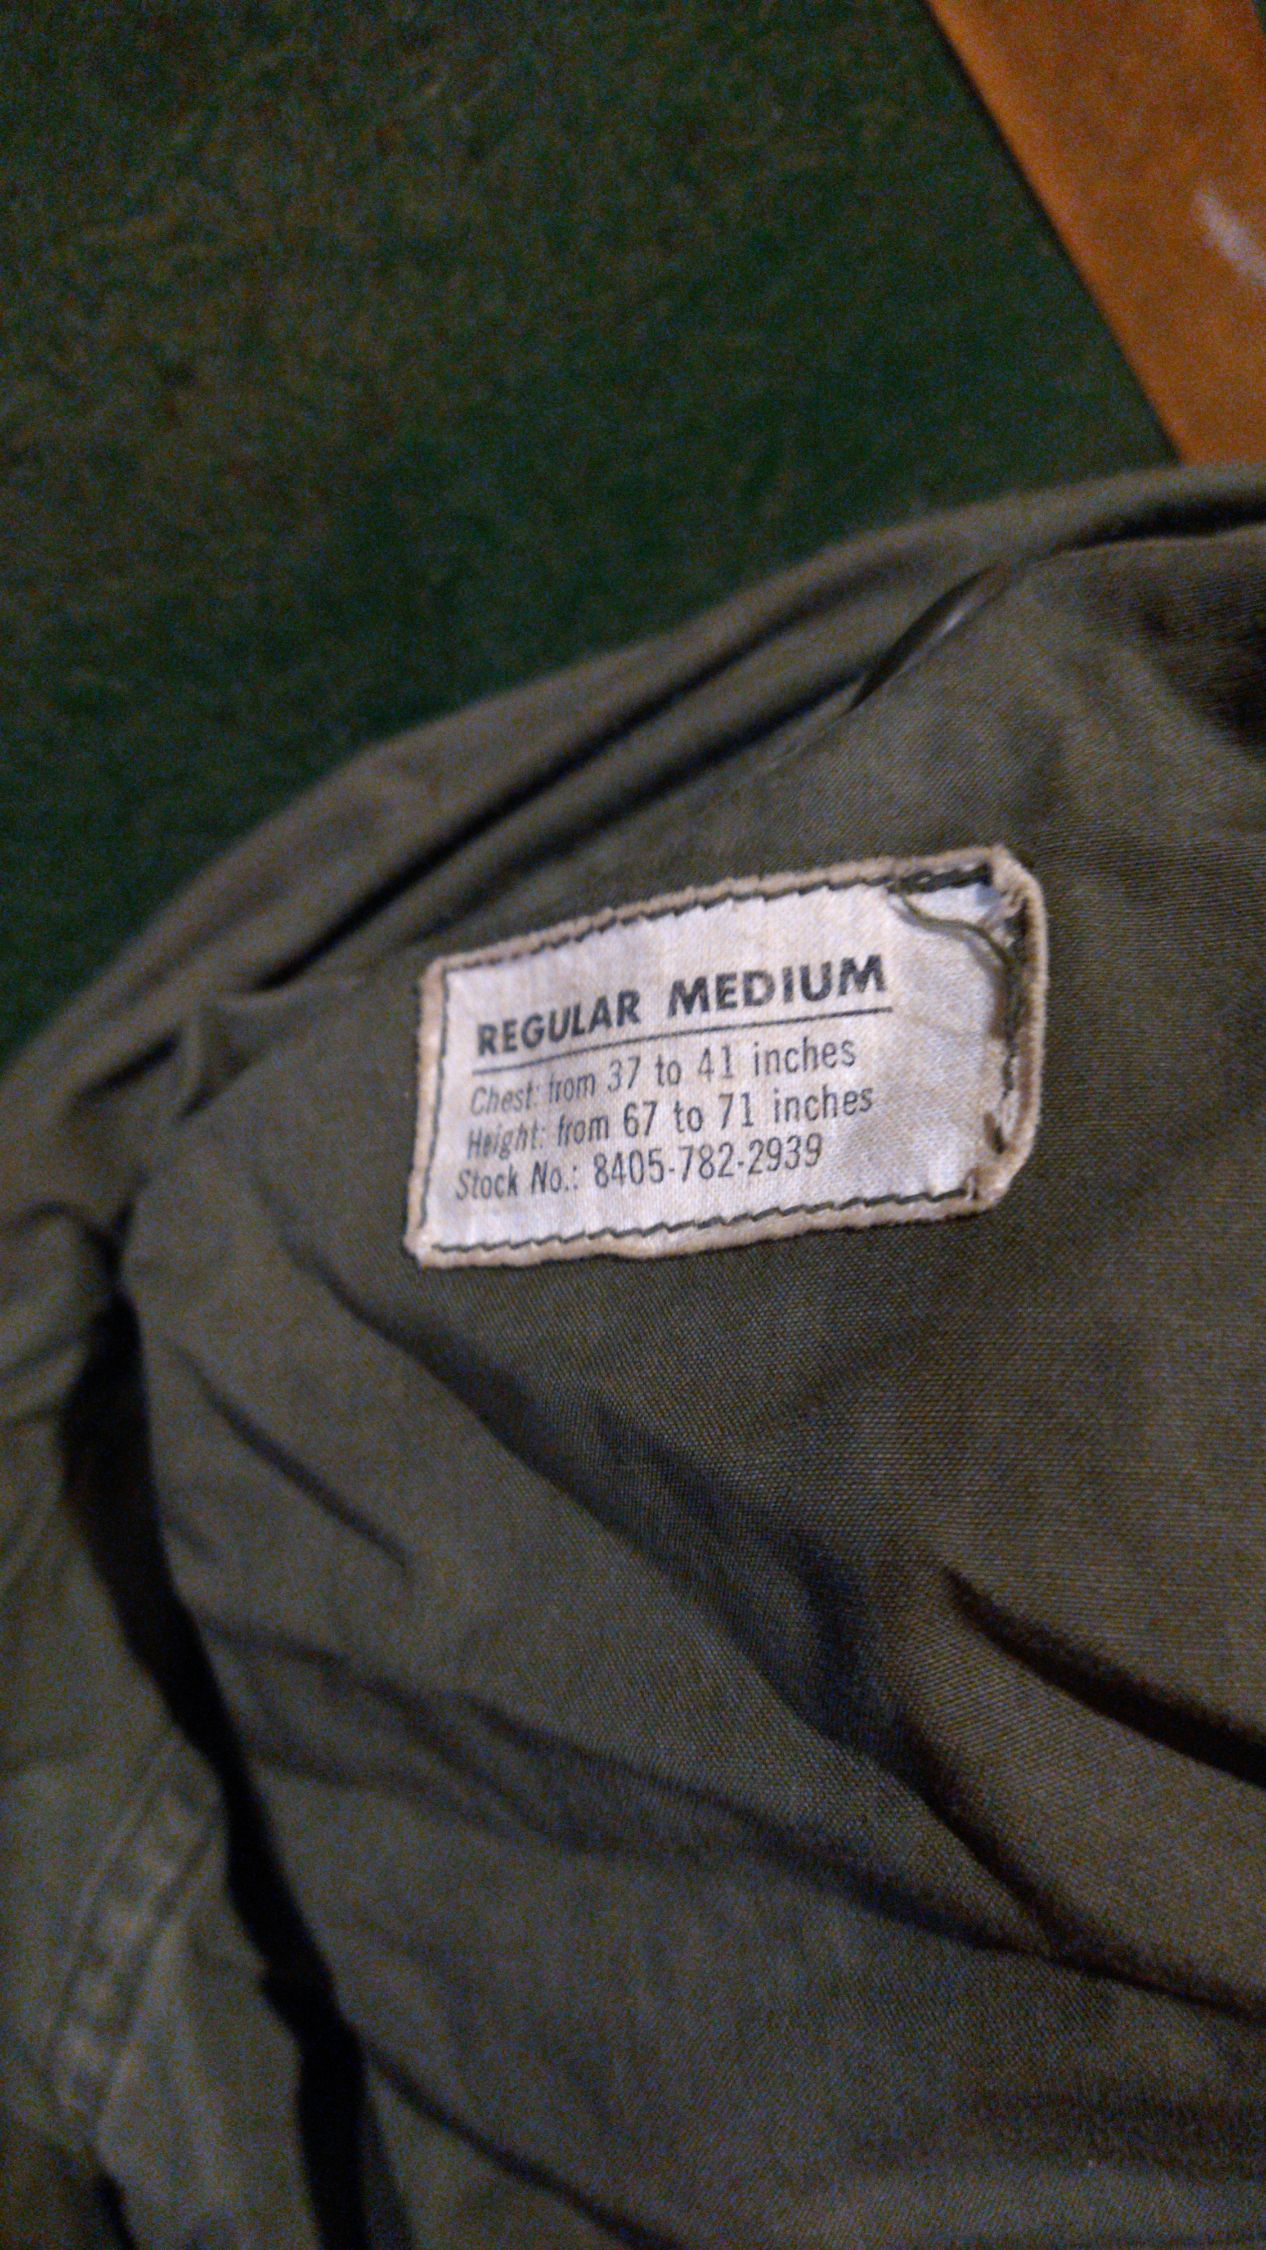 REGULAR MEDIUM
Chest: from 37 to 41 inches
Height: from 67 to 71 inches
Stock No.: 8405-782-2939